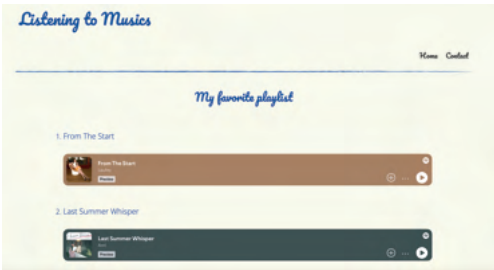 Listening to Musics
Home Contact
My favorite playlist
1. From The Start
From The Start
Laufey
Preview
2. Last Summer Whisper
Last Summer Whisper
Preview